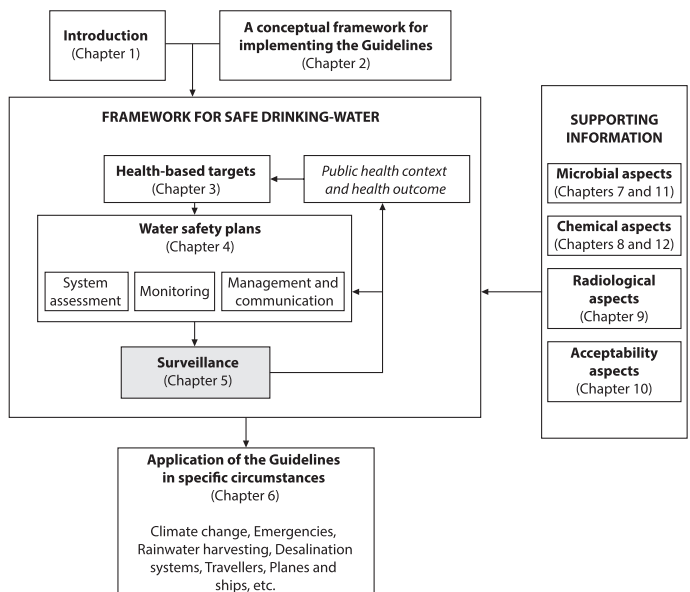 Introduction
(Chapter 1)
A conceptual framework for
implementing the Guidelines
(Chapter 2)
FRAMEWORK FOR SAFE DRINKING-WATER
Health-based targets
(Chapter 3)
Public health context
and health outcome
Water safety plans
(Chapter 4)
System
assessment
Monitoring
Management and
communication
Surveillance
(Chapter 5)
SUPPORTING
INFORMATION
Microbial aspects
(Chapters 7 and 11)
Chemical aspects
(Chapters 8 and 12)
Radiological
aspects
(Chapter 9)
Acceptability
aspects
(Chapter 10)
Application of the Guidelines
in specific circumstances
(Chapter 6)
Climate change, Emergencies,
Rainwater harvesting, Desalination
systems, Travellers, Planes and
ships, etc.